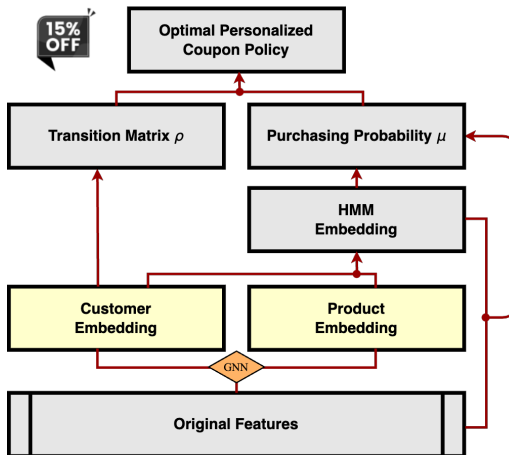 15%
OFF
Optimal Personalized
Coupon Policy
Transition Matrix ρ
Purchasing Probability μ
HMM
Embedding
Customer
Embedding
Product
Embedding
GNN
Original Features